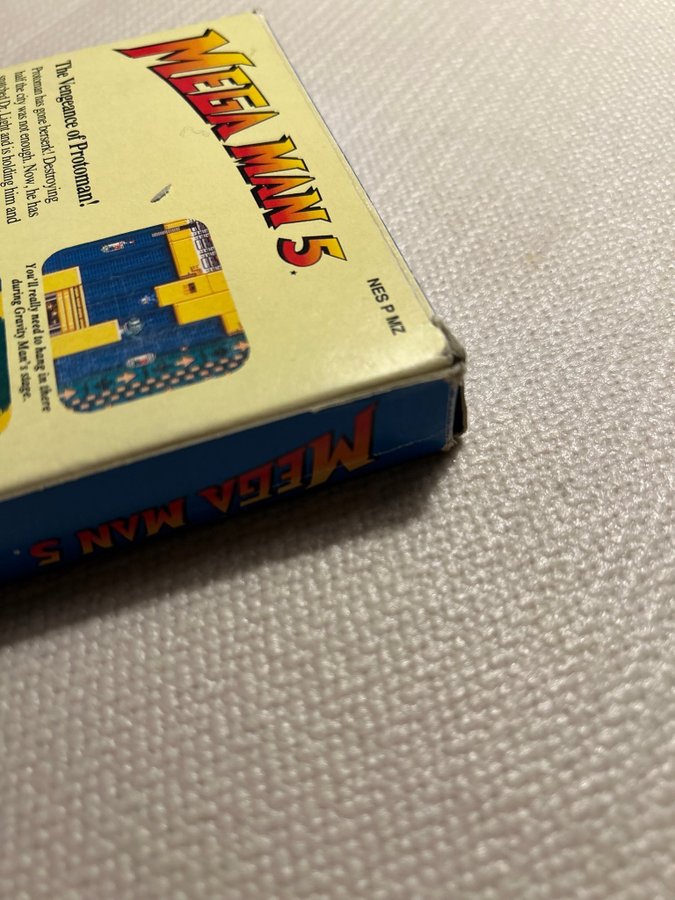 MEGA MAN 5.
NES P MZ
The Vengeance of Protoman!
Protoman has gone berserk! Destroying
half the city was not enough. Now, he has
snatched Dr. Light and is holding him and
You'll really need to hang in there
during Gravity Man's stage.
MEGA MAN 5